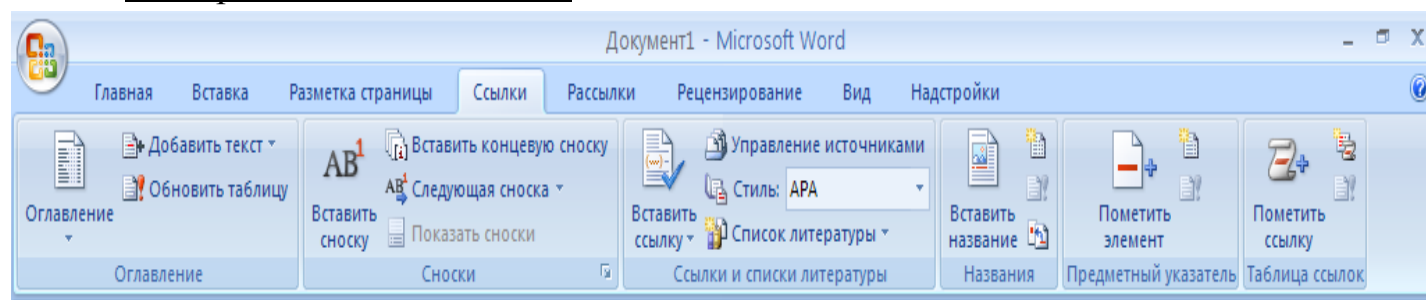 Документ1 - Microsoft Word
Главная Вставка Разметка страницы Ссылки Рассылки Рецензирование Вид Надстройки
Оглавление
Добавить текст
Обновить таблицу
Оглавление
AB1
Вставить сноску
Вставить концевую сноску
AB1 Следующая сноска
Показать сноски
Сноски
Вставить ссылку
Управление источниками
Стиль: APA
Список литературы
Ссылки и списки литературы
Вставить название
Названия
Пометить элемент
Предметный указатель
Пометить ссылку
Таблица ссылок